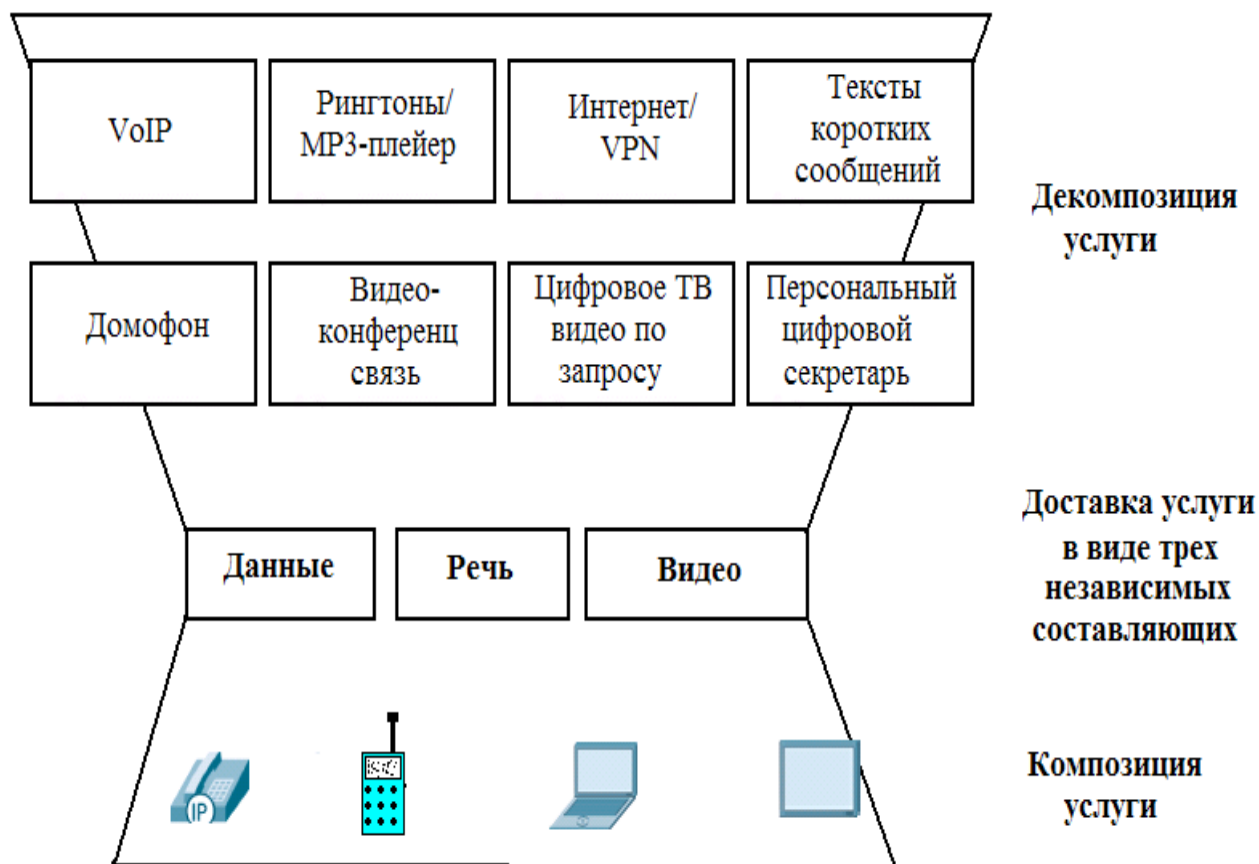 VoIP
Рингтоны/
МР3-плейер
Интернет/
VPN
Тексты
коротких
сообщений
Декомпозиция
услуги
Домофон
Видео-
конференц
связь
Цифровое ТВ
видео по
запросу
Персональный
цифровой
секретарь
Данные
Речь
Видео
Доставка услуги
в виде трех
независимых
составляющих
IP
Композиция
услуги